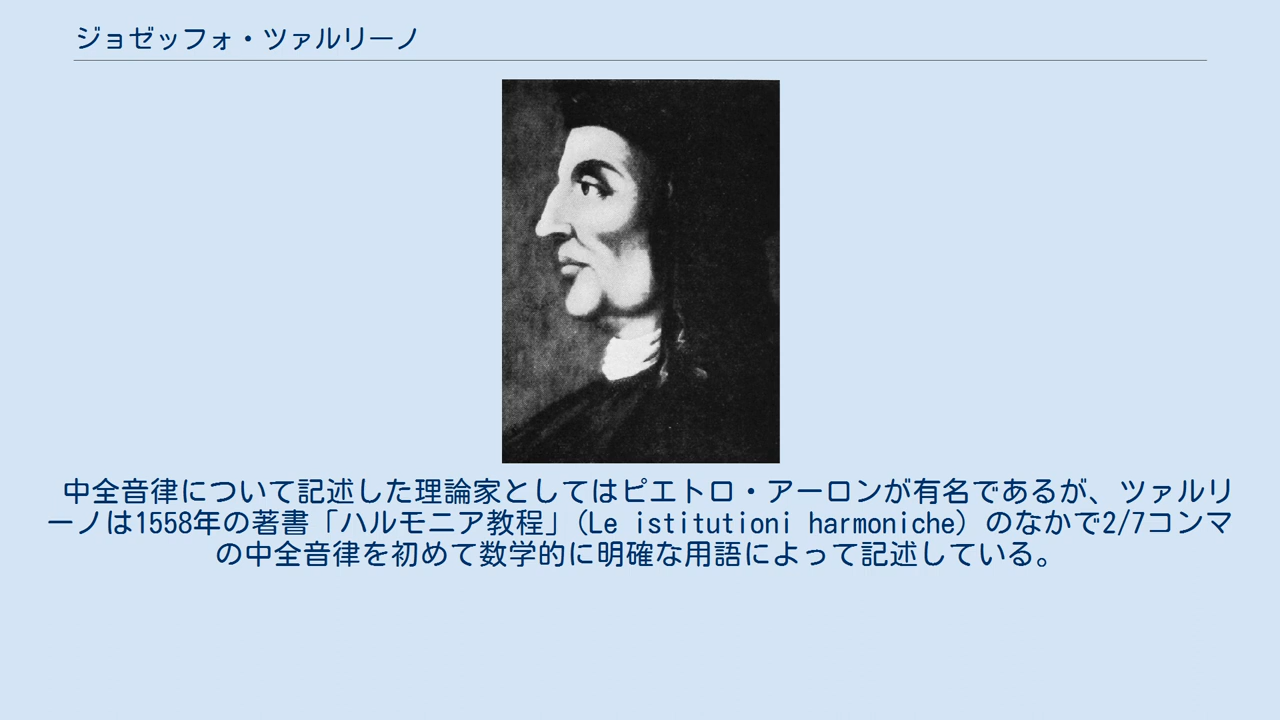 ジョゼッフォ・ツァルリーノ
中全音律について記述した理論家としてはピエトロ・アーロンが有名であるが、ツァルリ
ーノは1558年の著書「ハルモニア教程」(Le istitutioni harmoniche) のなかで2/7コンマ
の中全音律を初めて数学的に明確な用語によって記述している。